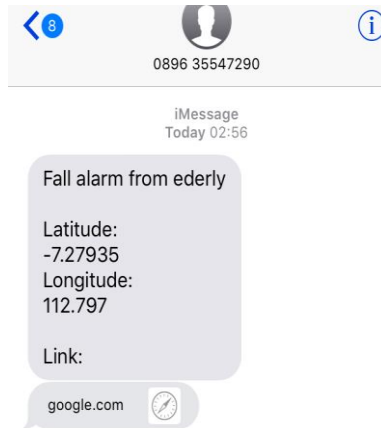 8
i
0896 35547290
iMessage
Today 02:56
Fall alarm from ederly
Latitude:
-7.27935
Longitude:
112.797
Link:
google.com